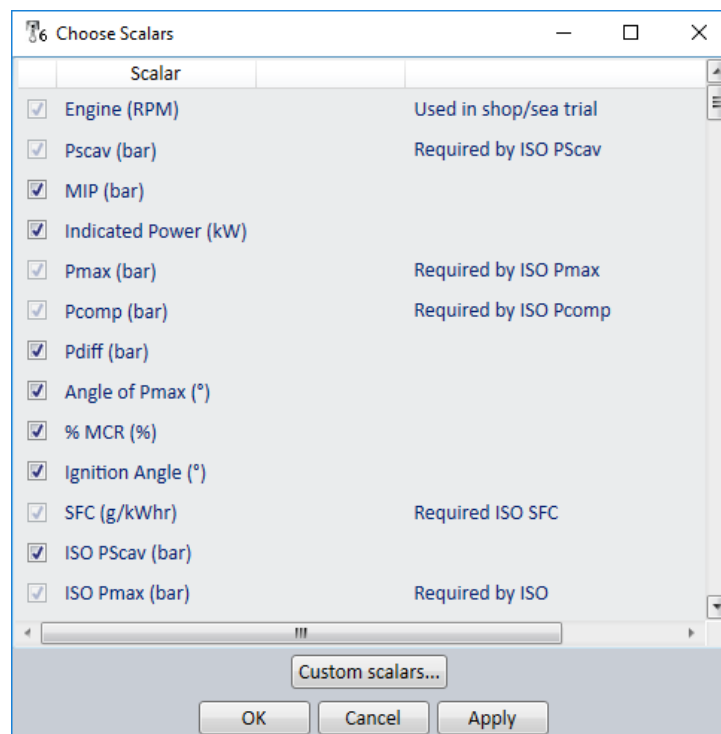 6 Choose Scalars
Scalar
Engine (RPM) Used in shop/sea trial
Pscav (bar) Required by ISO PScav
MIP (bar)
Indicated Power (kW)
Pmax (bar) Required by ISO Pmax
Pcomp (bar) Required by ISO Pcomp
Pdiff (bar)
Angle of Pmax (°)
% MCR (%)
Ignition Angle (°)
SFC (g/kWhr) Required ISO SFC
ISO PScav (bar)
ISO Pmax (bar) Required by ISO
Custom scalars...
OK Cancel Apply